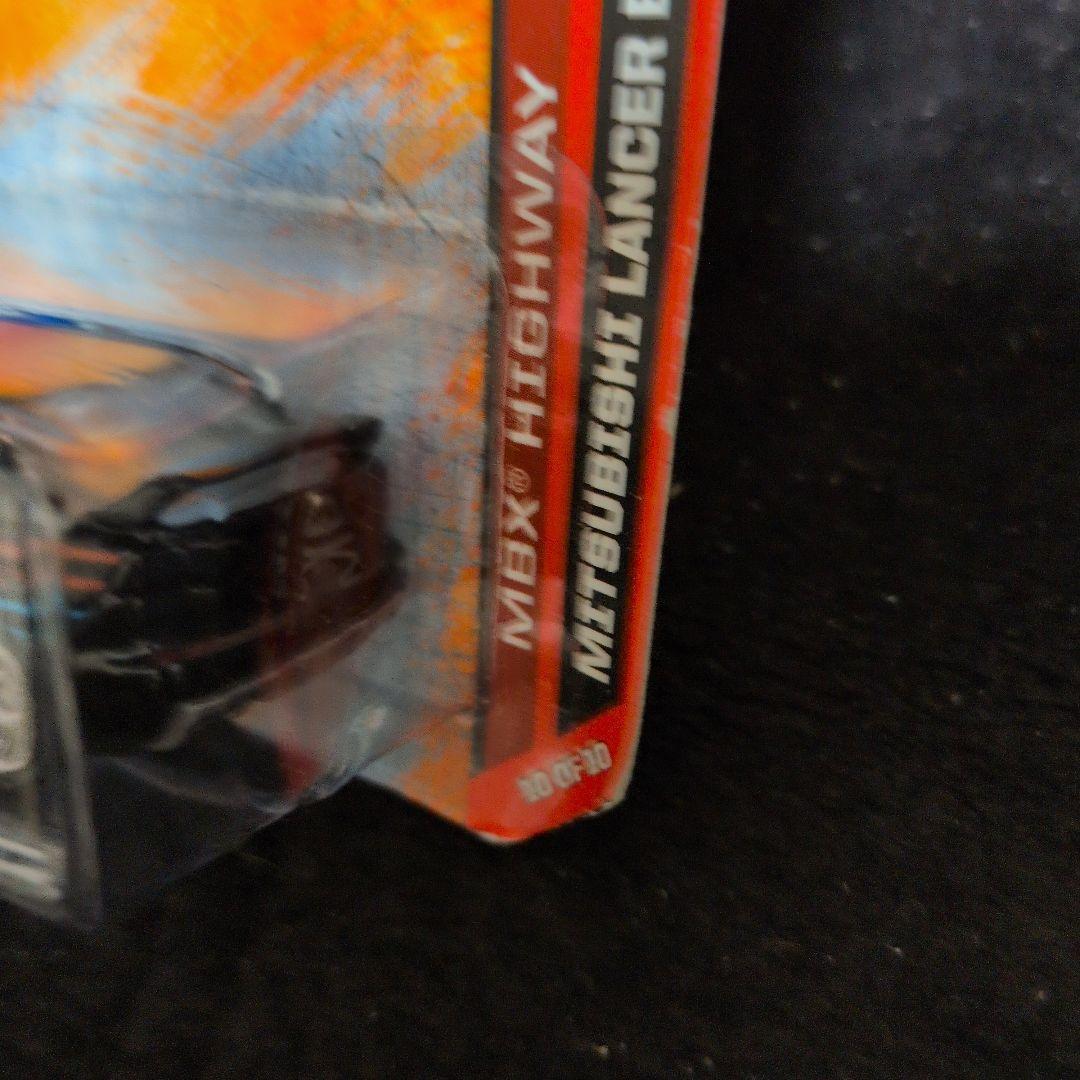 MBX® HIGHWAY
MITSUBISHI LANCER E
10 OF 10